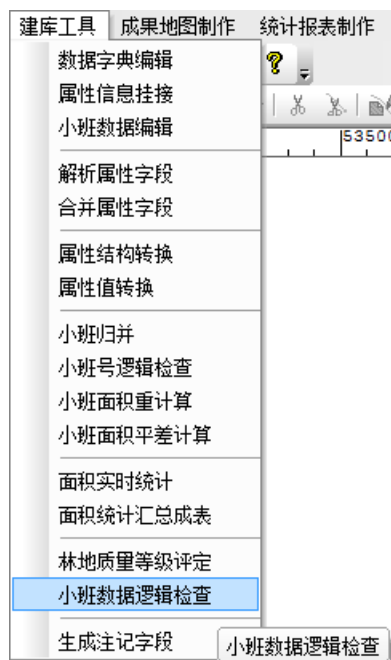 建库工具 成果地图制作 统计报表制作
数据字典编辑
属性信息挂接
小班数据编辑
53500
解析属性字段
合并属性字段
属性结构转换
属性值转换
小班归并
小班号逻辑检查
小班面积重计算
小班面积平差计算
面积实时统计
面积统计汇总成表
林地质量等级评定
小班数据逻辑检查
生成注记字段
小班数据逻辑检查